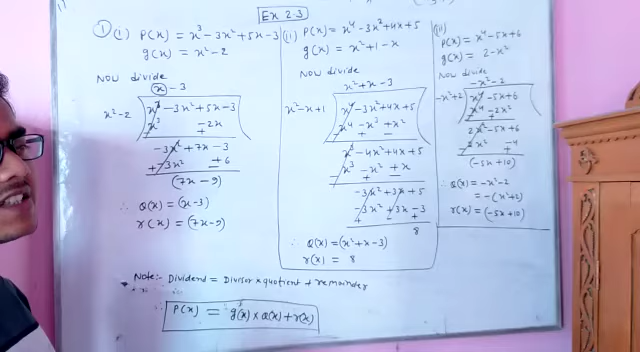 Ex 2.3
① (i) P(x) = x³ - 3x² + 5x - 3
g(x) = x² - 2
Now divide
x - 3
x² - 2 ) x³ - 3x² + 5x - 3
x³ - 2x
- +
-3x² + 7x - 3
-3x² + 6
+ -
(7x - 9)
∴ Q(x) = (x - 3)
r(x) = (7x - 9)
(ii) P(x) = x⁴ - 3x² + 4x + 5
g(x) = x² + 1 - x
Now divide
x² + x - 3
x² - x + 1 ) x⁴ - 3x² + 4x + 5
x⁴ - x³ + x²
- + -
x³ - 4x² + 4x + 5
x³ - x² + x
- + -
-3x² + 3x + 5
-3x² + 3x - 3
+ - +
8
∴ Q(x) = (x² + x - 3)
r(x) = 8
(iii)
P(x) = x⁴ - 5x + 6
g(x) = 2 - x²
Now divide
-x² - 2
-x² + 2 ) x⁴ - 5x + 6
x⁴ - 2x²
- +
2x² - 5x + 6
2x² - 4
- +
(-5x + 10)
∴ Q(x) = -x² - 2
= -(x² + 2)
r(x) = (-5x + 10)
Note:- Dividend = Divisor × quotient + remainder
∴ P(x) = g(x) × Q(x) + r(x)